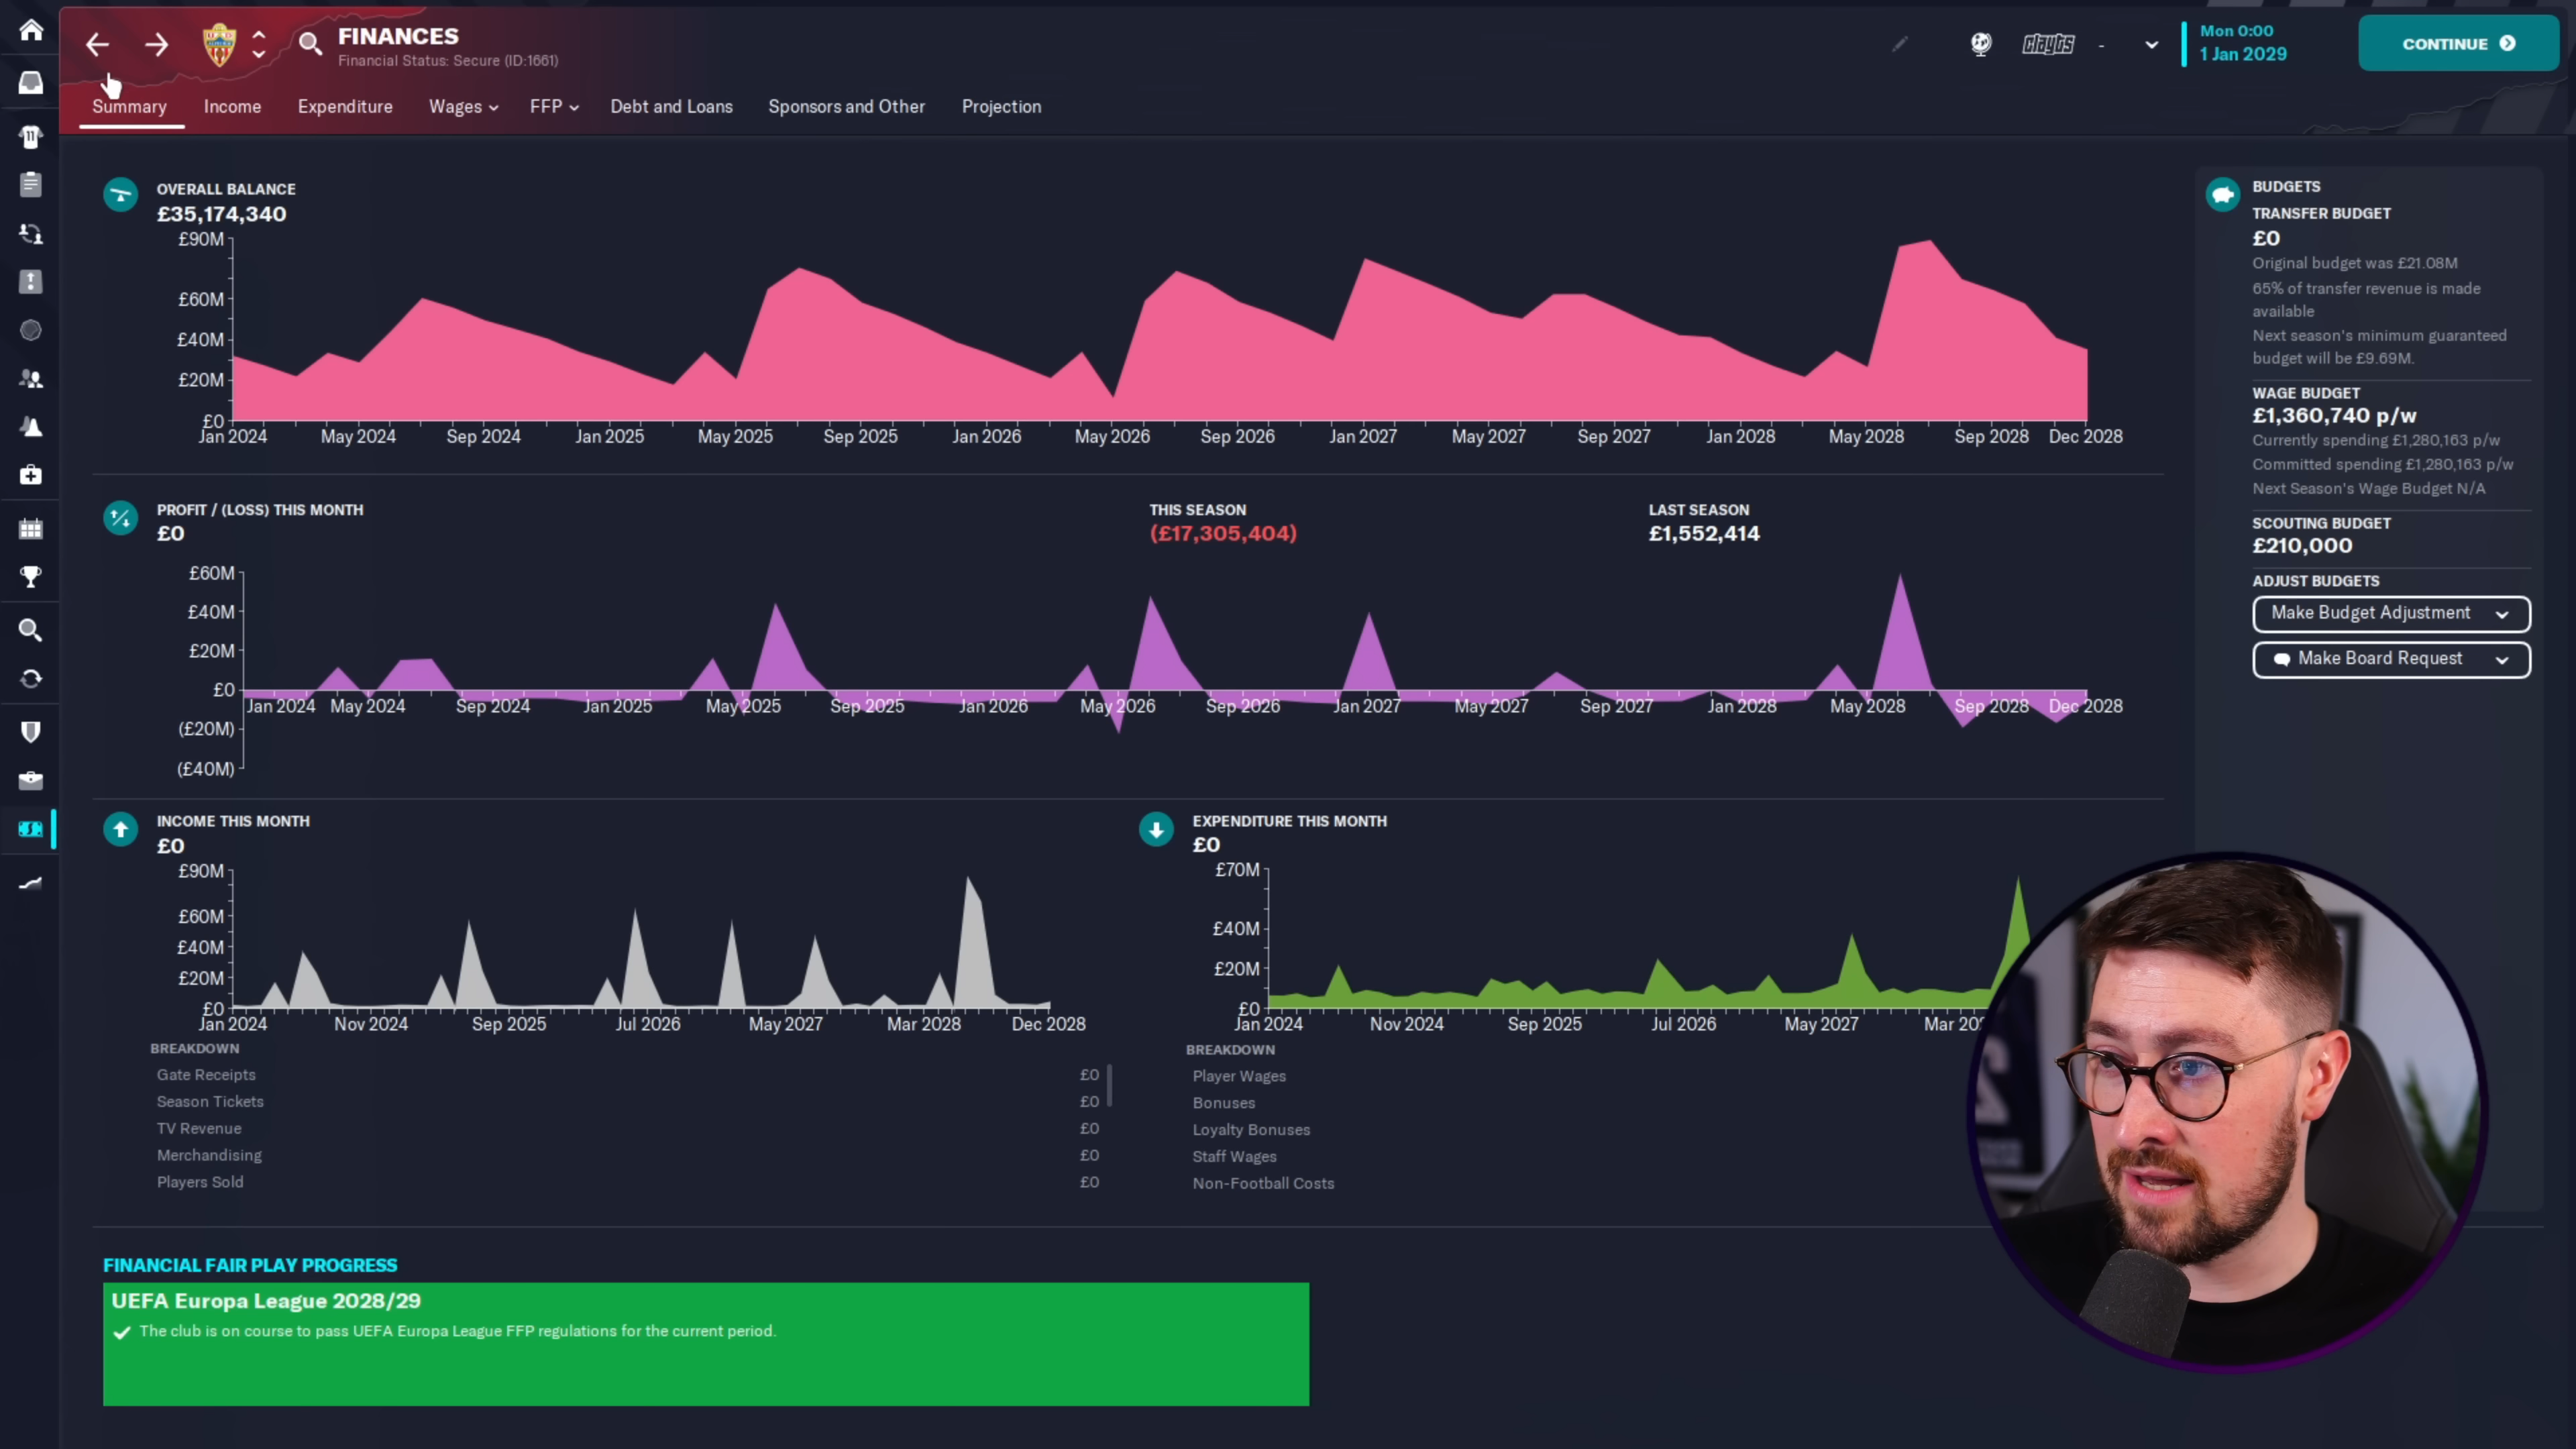 FINANCES
Financial Status: Secure (ID:1661)
clayts
-
Mon 0:00
1 Jan 2029
CONTINUE
Summary
Income
Expenditure
Wages
FFP
Debt and Loans
Sponsors and Other
Projection
OVERALL BALANCE
£35,174,340
£90M
£60M
£40M
£20M
£0
Jan 2024 May 2024 Sep 2024 Jan 2025 May 2025 Sep 2025 Jan 2026 May 2026 Sep 2026 Jan 2027 May 2027 Sep 2027 Jan 2028 May 2028 Sep 2028 Dec 2028
PROFIT / (LOSS) THIS MONTH
£0
THIS SEASON
(£17,305,404)
LAST SEASON
£1,552,414
£60M
£40M
£20M
£0
(£20M)
(£40M)
Jan 2024 May 2024 Sep 2024 Jan 2025 May 2025 Sep 2025 Jan 2026 May 2026 Sep 2026 Jan 2027 May 2027 Sep 2027 Jan 2028 May 2028 Sep 2028 Dec 2028
INCOME THIS MONTH
£0
£90M
£60M
£40M
£20M
£0
Jan 2024 Nov 2024 Sep 2025 Jul 2026 May 2027 Mar 2028 Dec 2028
BREAKDOWN
Gate Receipts £0
Season Tickets £0
TV Revenue £0
Merchandising £0
Players Sold £0
EXPENDITURE THIS MONTH
£0
£70M
£40M
£20M
£0
Jan 2024 Nov 2024 Sep 2025 Jul 2026 May 2027 Mar
BREAKDOWN
Player Wages
Bonuses
Loyalty Bonuses
Staff Wages
Non-Football Costs
FINANCIAL FAIR PLAY PROGRESS
UEFA Europa League 2028/29
The club is on course to pass UEFA Europa League FFP regulations for the current period.
BUDGETS
TRANSFER BUDGET
£0
Original budget was £21.08M
65% of transfer revenue is made
available
Next season's minimum guaranteed
budget will be £9.69M.
WAGE BUDGET
£1,360,740 p/w
Currently spending £1,280,163 p/w
Committed spending £1,280,163 p/w
Next Season's Wage Budget N/A
SCOUTING BUDGET
£210,000
ADJUST BUDGETS
Make Budget Adjustment
Make Board Request